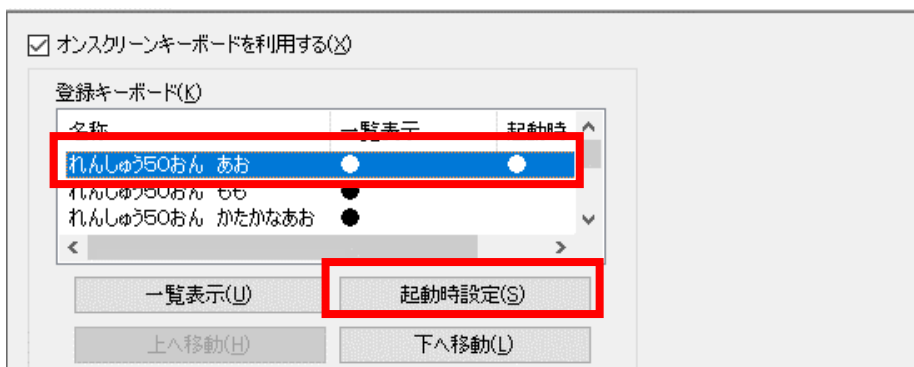 オンスクリーンキーボードを利用する(X)
登録キーボード(K)
名称 一覧表示 起動時
れんしゅう50おん あお ● ●
れんしゅう50おん もも ●
れんしゅう50おん かたかなあお ●
一覧表示(U) 起動時設定(S)
上へ移動(H) 下へ移動(L)